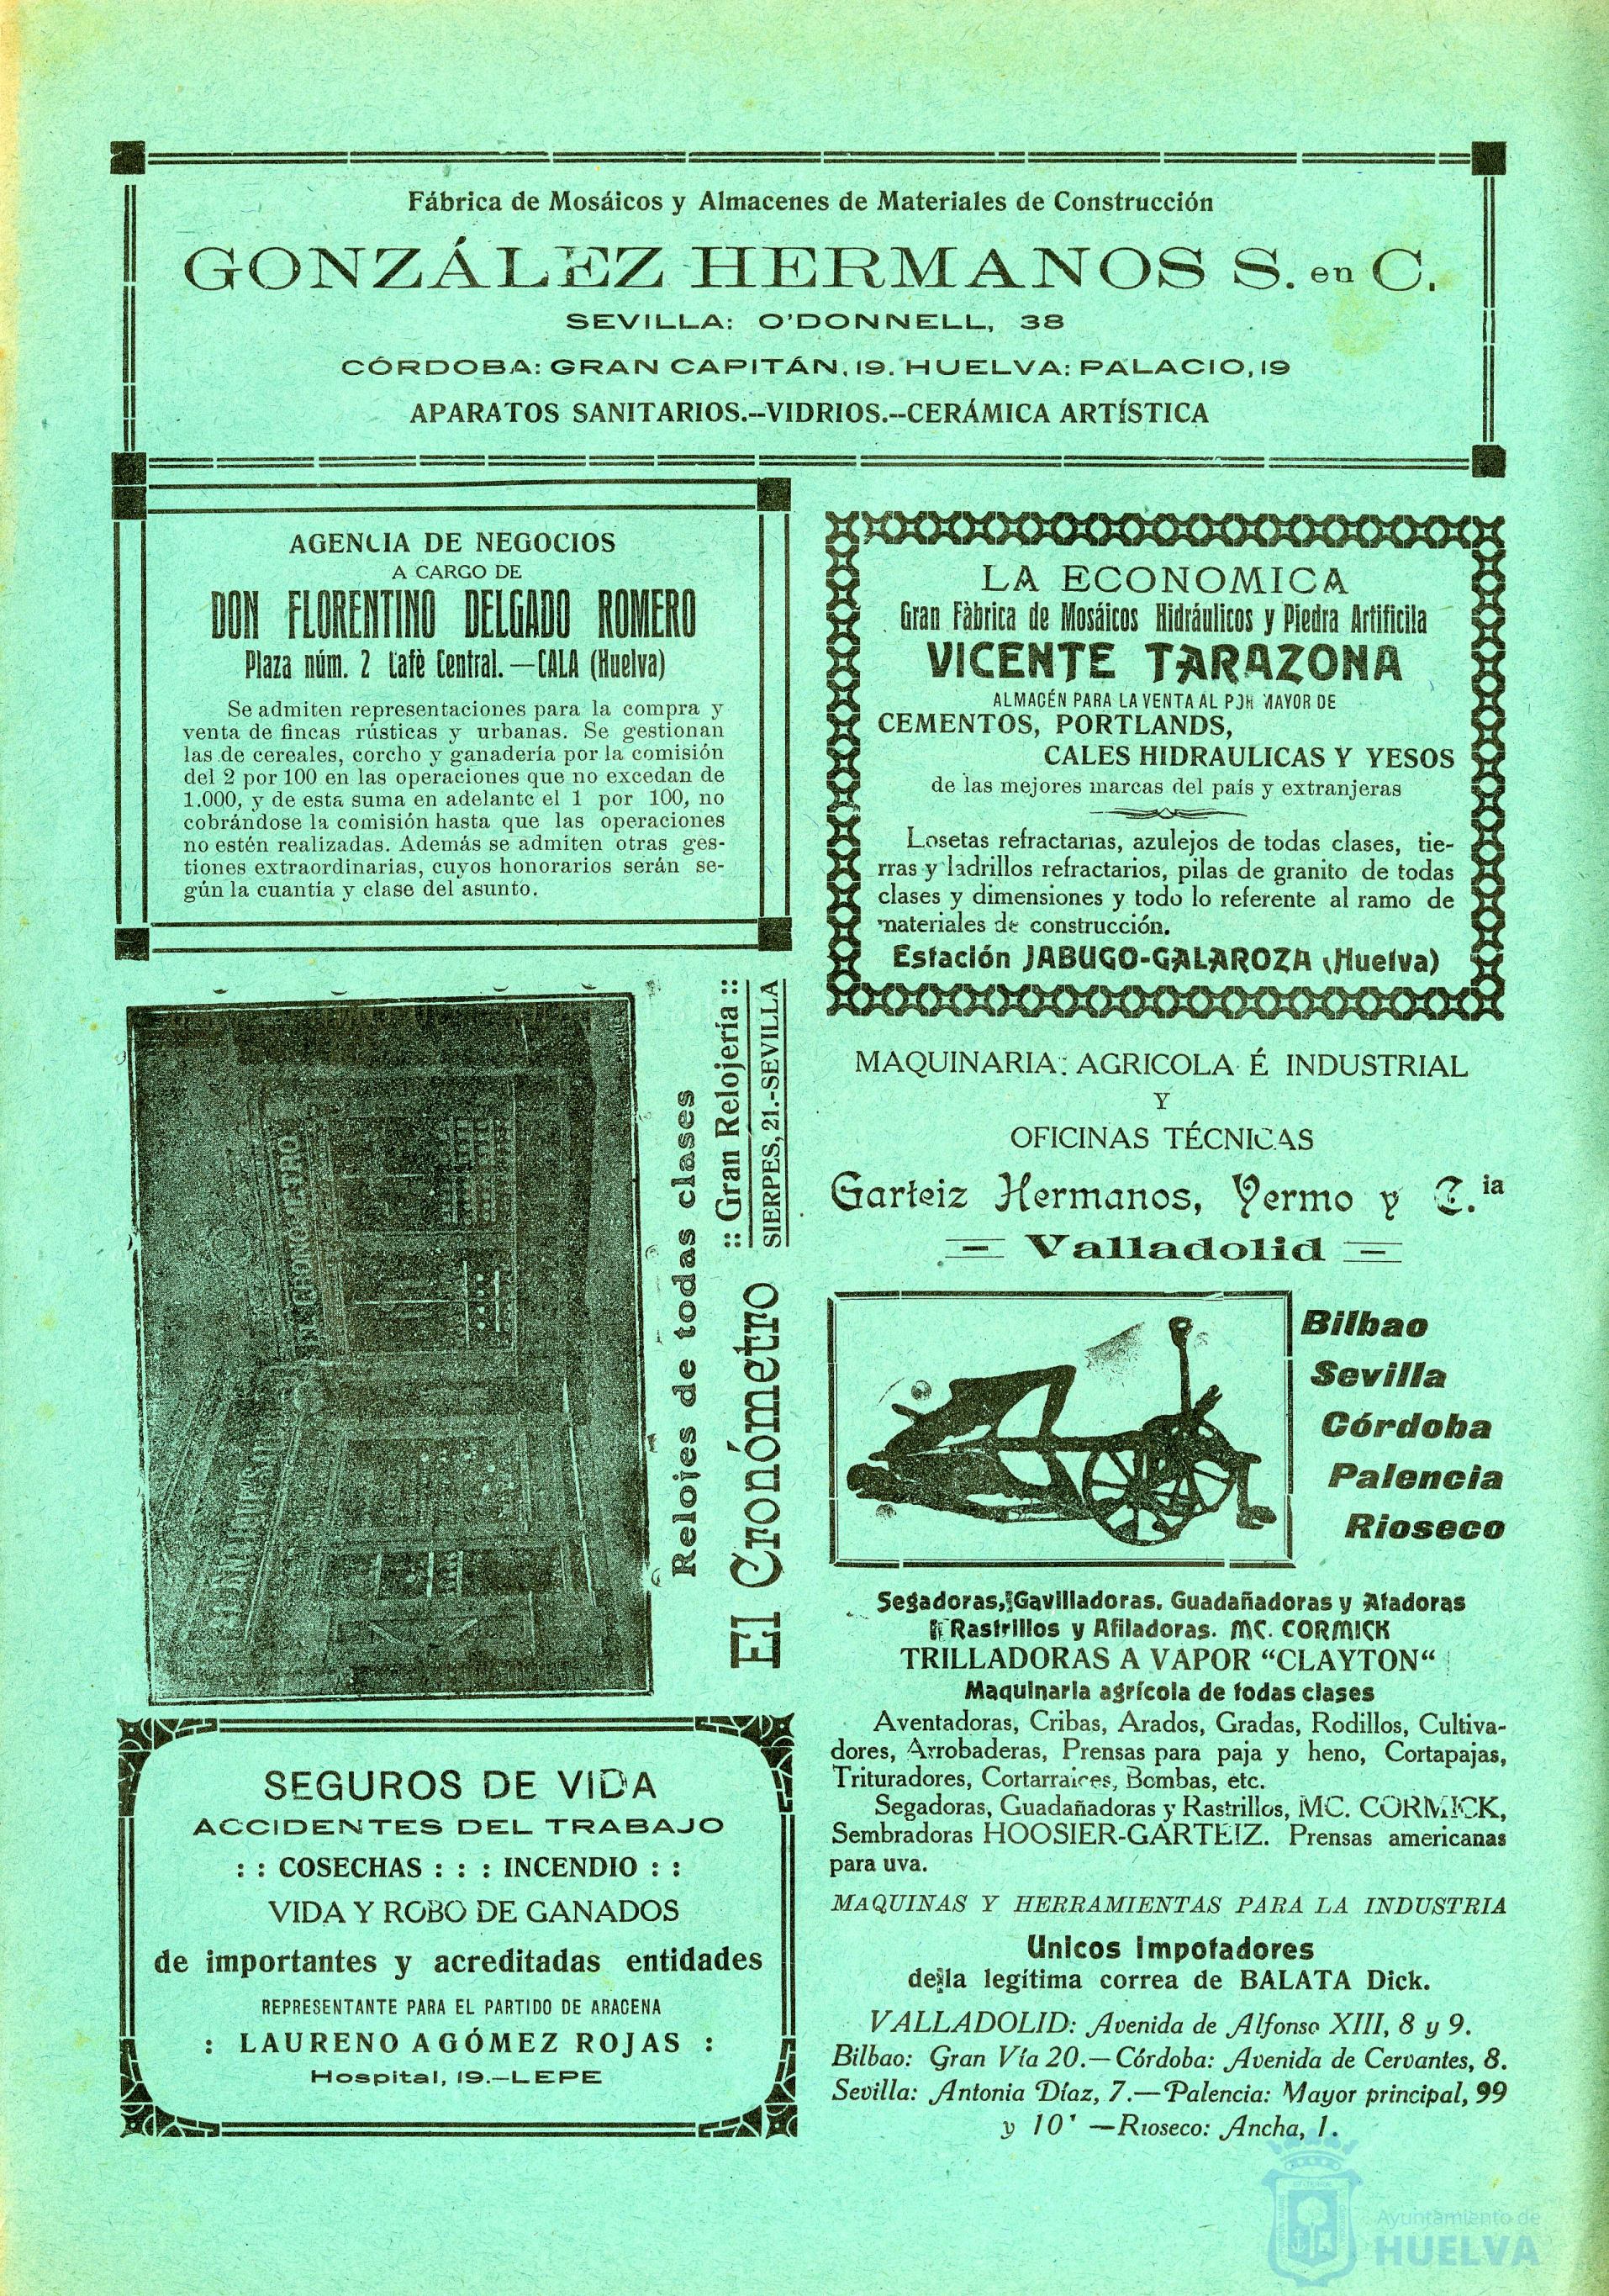 Fábrica de Mosáicos y Almacenes de Materiales de Construcción
GONZÁLEZ HERMANOS S. en C.
SEVILLA: O'DONNELL, 38
CÓRDOBA: GRAN CAPITÁN, 19. HUELVA: PALACIO, 19
APARATOS SANITARIOS.--VIDRIOS.--CERÁMICA ARTÍSTICA
AGENCIA DE NEGOCIOS
A CARGO DE
DON FLORENTINO DELGADO ROMERO
Plaza núm. 2 Cafè Central.—CALA (Huelva)
Se admiten representaciones para la compra y
venta de fincas rústicas y urbanas. Se gestionan
las de cereales, corcho y ganadería por la comisión
del 2 por 100 en las operaciones que no excedan de
1.000, y de esta suma en adelante el 1 por 100, no
cobrándose la comisión hasta que las operaciones
no estén realizadas. Además se admiten otras ges-
tiones extraordinarias, cuyos honorarios serán se-
gún la cuantía y clase del asunto.
LA ECONOMICA
Gran Fàbrica de Mosáicos Hidráulicos y Piedra Artificila
VICENTE TARAZONA
ALMACÉN PARA LA VENTA AL POR MAYOR DE
CEMENTOS, PORTLANDS,
CALES HIDRAULICAS Y YESOS
de las mejores marcas del país y extranjeras
Losetas refractarias, azulejos de todas clases, tie-
rras y ladrillos refractarios, pilas de granito de todas
clases y dimensiones y todo lo referente al ramo de
materiales de construcción.
Estación JABUGO-GALAROZA (Huelva)
EL CRONOMETRO
Relojes de todas clases
El Cronómetro
:: Gran Relojería ::
SIERPES, 21.-SEVILLA
SEGUROS DE VIDA
ACCIDENTES DEL TRABAJO
: : COSECHAS : : : INCENDIO : :
VIDA Y ROBO DE GANADOS
de importantes y acreditadas entidades
REPRESENTANTE PARA EL PARTIDO DE ARACENA
: LAURENO AGÓMEZ ROJAS :
Hospital, 19.—LEPE
MAQUINARIA: AGRICOLA É INDUSTRIAL
Y
OFICINAS TÉCNICAS
Garteiz Hermanos, Yermo y C.ia
Valladolid
Bilbao
Sevilla
Córdoba
Palencia
Rioseco
Segadoras, Gavilladoras, Guadañadoras y Atadoras
Rastrillos y Afiladoras. MC. CORMICK
TRILLADORAS A VAPOR “CLAYTON“
Maquinaria agrícola de todas clases
Aventadoras, Cribas, Arados, Gradas, Rodillos, Cultiva-
dores, Arrobaderas, Prensas para paja y heno, Cortapajas,
Trituradores, Cortarraices, Bombas, etc.
Segadoras, Guadañadoras y Rastrillos, MC. CORMICK,
Sembradoras HOOSIER-GARTEIZ. Prensas americanas
para uva.
MAQUINAS Y HERRAMIENTAS PARA LA INDUSTRIA
Unicos Impotadores
de la legítima correa de BALATA Dick.
VALLADOLID: Avenida de Alfonso XIII, 8 y 9.
Bilbao: Gran Vía 20.—Córdoba: Avenida de Cervantes, 8.
Sevilla: Antonia Díaz, 7.—Palencia: Mayor principal, 99
y —Rioseco: Ancha, 1.
Ayuntamiento de
HUELVA